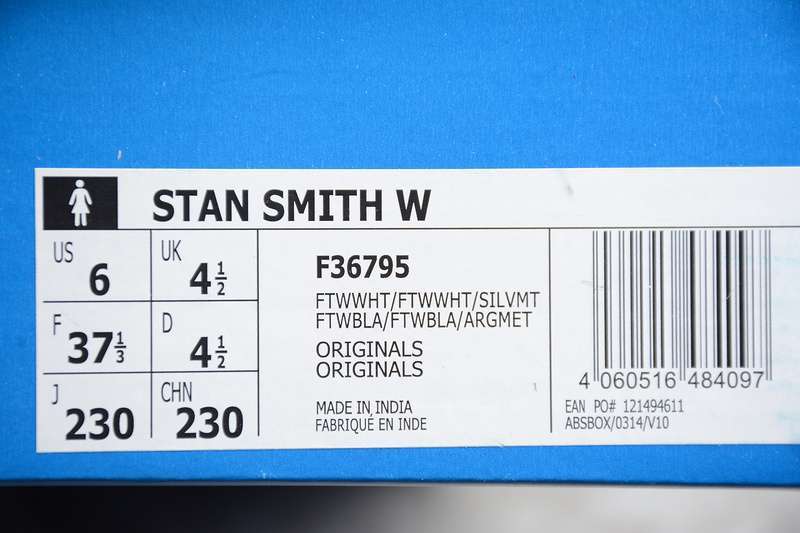 STAN SMITH W
US 6
UK 4 1/2
F 37 1/3
D 4 1/2
J 230
CHN 230
F36795
FTWWHT/FTWWHT/SILVMT
FTWBLA/FTWBLA/ARGMET
ORIGINALS
ORIGINALS
MADE IN INDIA
FABRIQUÉ EN INDE
4 060516 484097
EAN PO# 121494611
ABSBOX/0314/V10